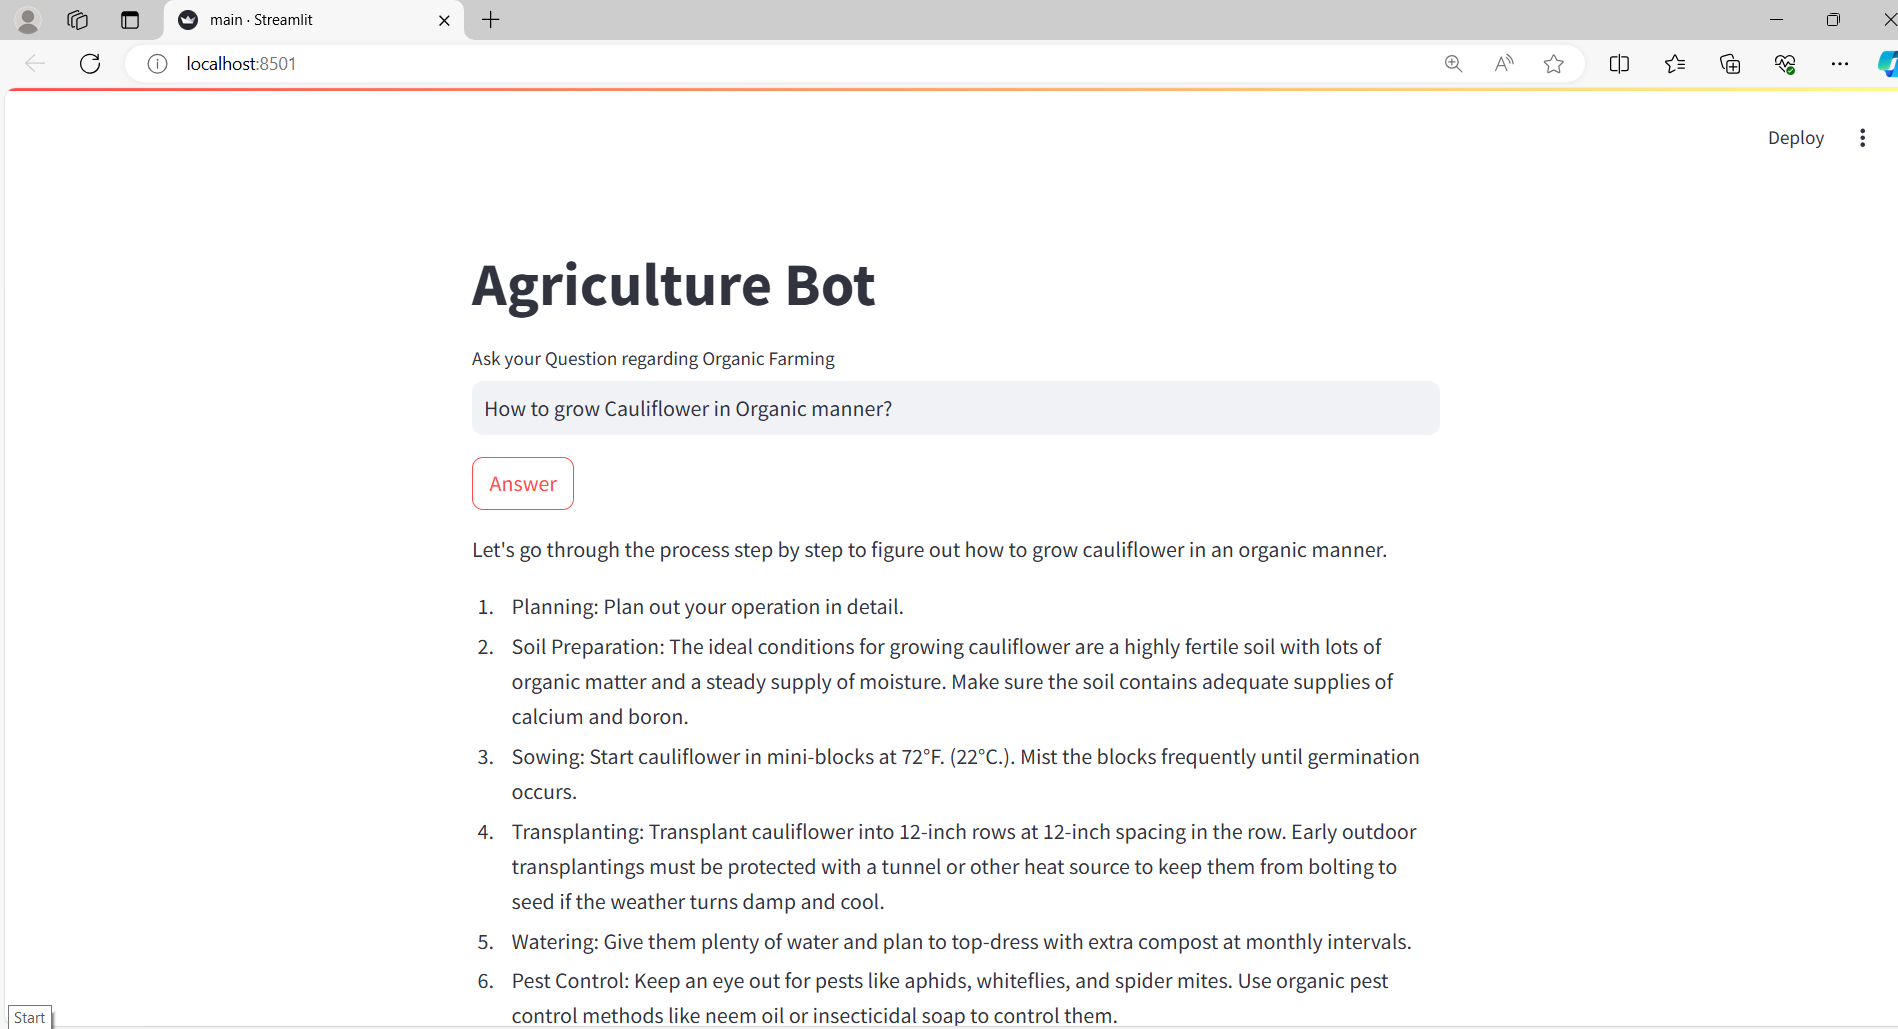 main · Streamlit
localhost:8501
Deploy
Agriculture Bot
Ask your Question regarding Organic Farming
How to grow Cauliflower in Organic manner?
Answer
Let's go through the process step by step to figure out how to grow cauliflower in an organic manner.
1. Planning: Plan out your operation in detail.
2. Soil Preparation: The ideal conditions for growing cauliflower are a highly fertile soil with lots of
organic matter and a steady supply of moisture. Make sure the soil contains adequate supplies of
calcium and boron.
3. Sowing: Start cauliflower in mini-blocks at 72°F. (22°C.). Mist the blocks frequently until germination
occurs.
4. Transplanting: Transplant cauliflower into 12-inch rows at 12-inch spacing in the row. Early outdoor
transplantings must be protected with a tunnel or other heat source to keep them from bolting to
seed if the weather turns damp and cool.
5. Watering: Give them plenty of water and plan to top-dress with extra compost at monthly intervals.
6. Pest Control: Keep an eye out for pests like aphids, whiteflies, and spider mites. Use organic pest
control methods like neem oil or insecticidal soap to control them.
Start